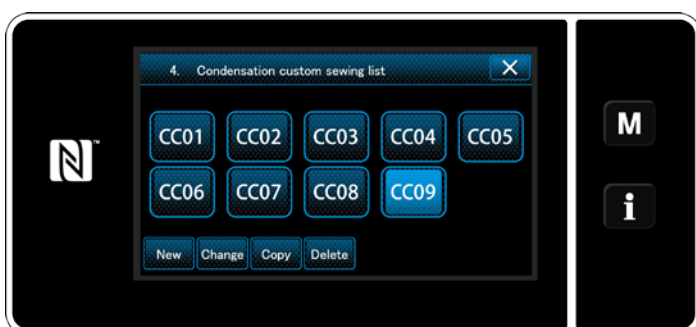 4. Condensation custom sewing list
CC01 CC02 CC03 CC04 CC05
M
CC06 CC07 CC08 CC09
i
New Change Copy Delete